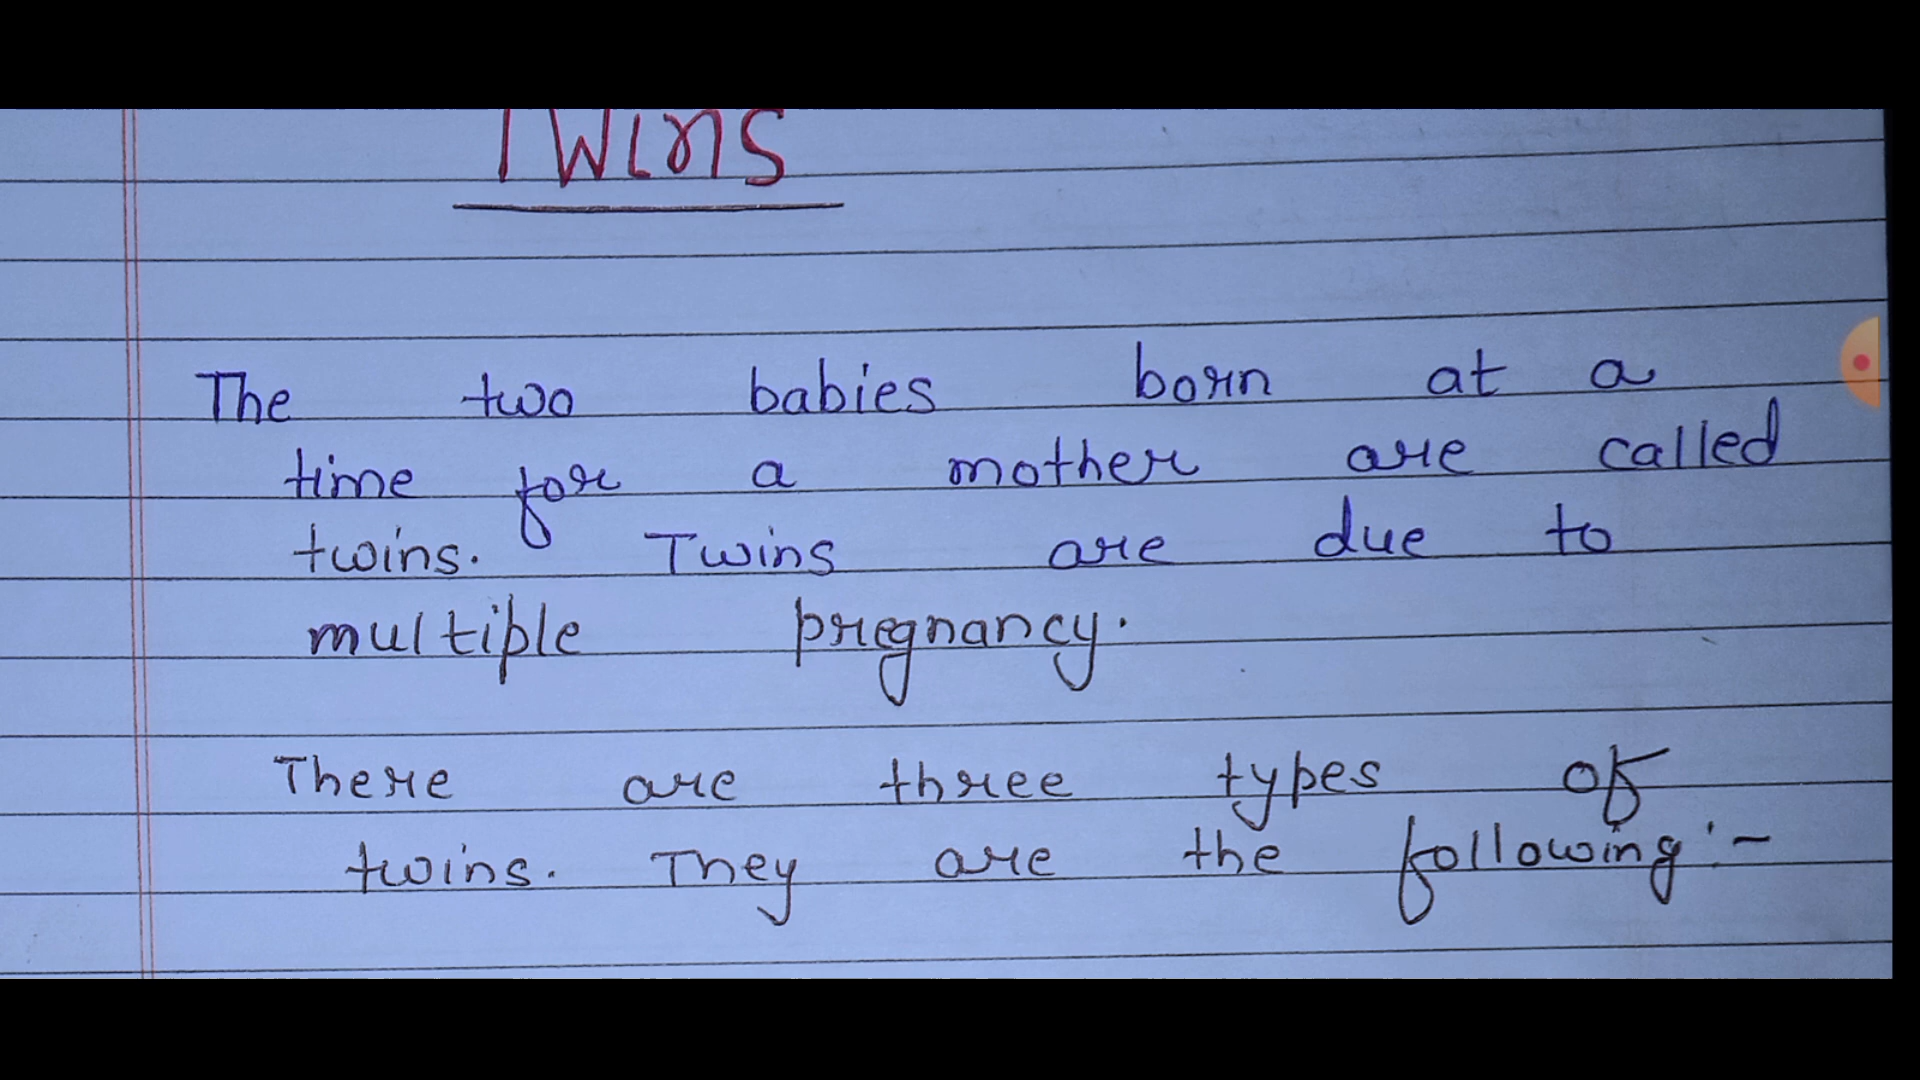 Twins
The two babies born at a
time for a mother are called
twins. Twins are due to
multiple pregnancy.
There are three types of
twins. They are the following :-